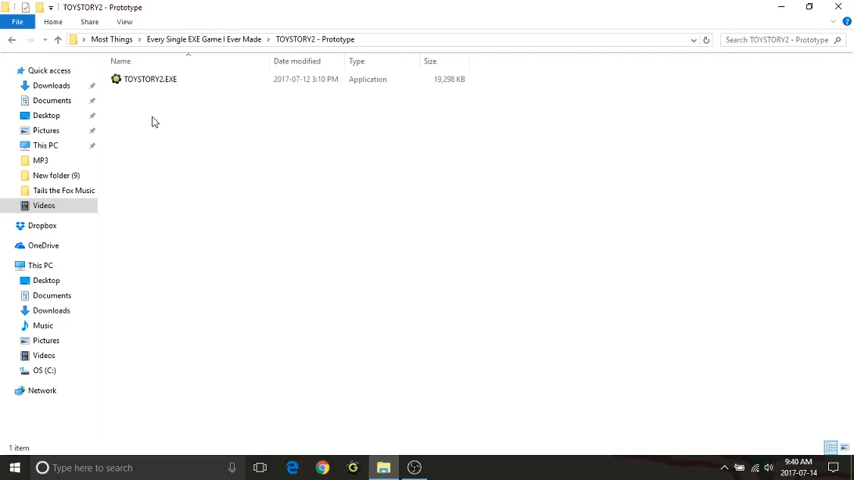 TOYSTORY2 - Prototype
File Home Share View
Most Things Every Single EXE Game I Ever Made TOYSTORY2 - Prototype
Search TOYSTORY2 - Prototype
Name Date modified Type Size
TOYSTORY2.EXE 2017-07-12 3:10 PM Application 19,298 KB
Quick access
Downloads
Documents
Desktop
Pictures
This PC
MP3
New folder (9)
Tails the Fox Music
Videos
Dropbox
OneDrive
This PC
Desktop
Documents
Downloads
Music
Pictures
Videos
OS (C:)
Network
1 item
Type here to search
9:40 AM
2017-07-14